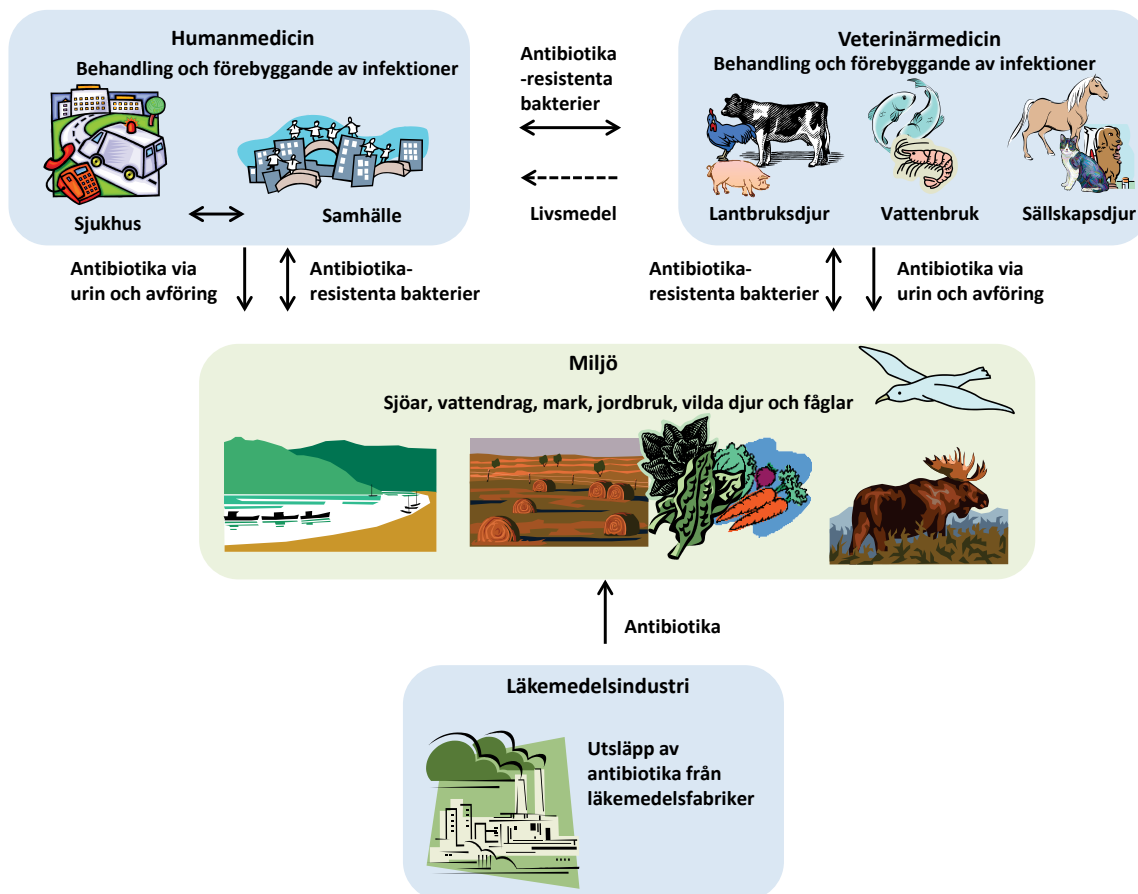 Humanmedicin
Behandling och förebyggande av infektioner
Sjukhus
Samhälle
Antibiotika
-resistenta
bakterier
Livsmedel
Veterinärmedicin
Behandling och förebyggande av infektioner
Lantbruksdjur
Vattenbruk
Sällskapsdjur
Antibiotika via
urin och avföring
Antibiotika-
resistenta bakterier
Antibiotika-
resistenta bakterier
Antibiotika via
urin och avföring
Miljö
Sjöar, vattendrag, mark, jordbruk, vilda djur och fåglar
Antibiotika
Läkemedelsindustri
Utsläpp av
antibiotika från
läkemedelsfabriker